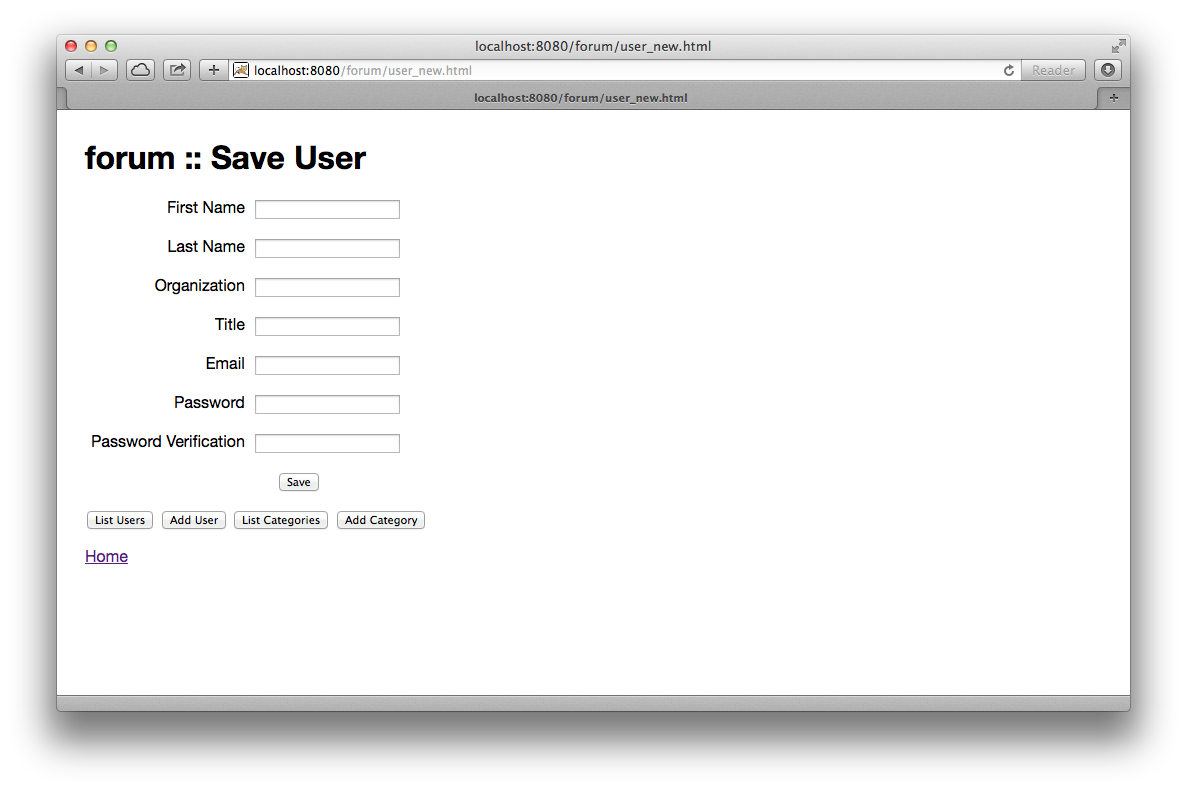 localhost:8080/forum/user_new.html
localhost:8080/forum/user_new.html Reader
localhost:8080/forum/user_new.html
forum :: Save User
First Name
Last Name
Organization
Title
Email
Password
Password Verification
Save
List Users Add User List Categories Add Category
Home